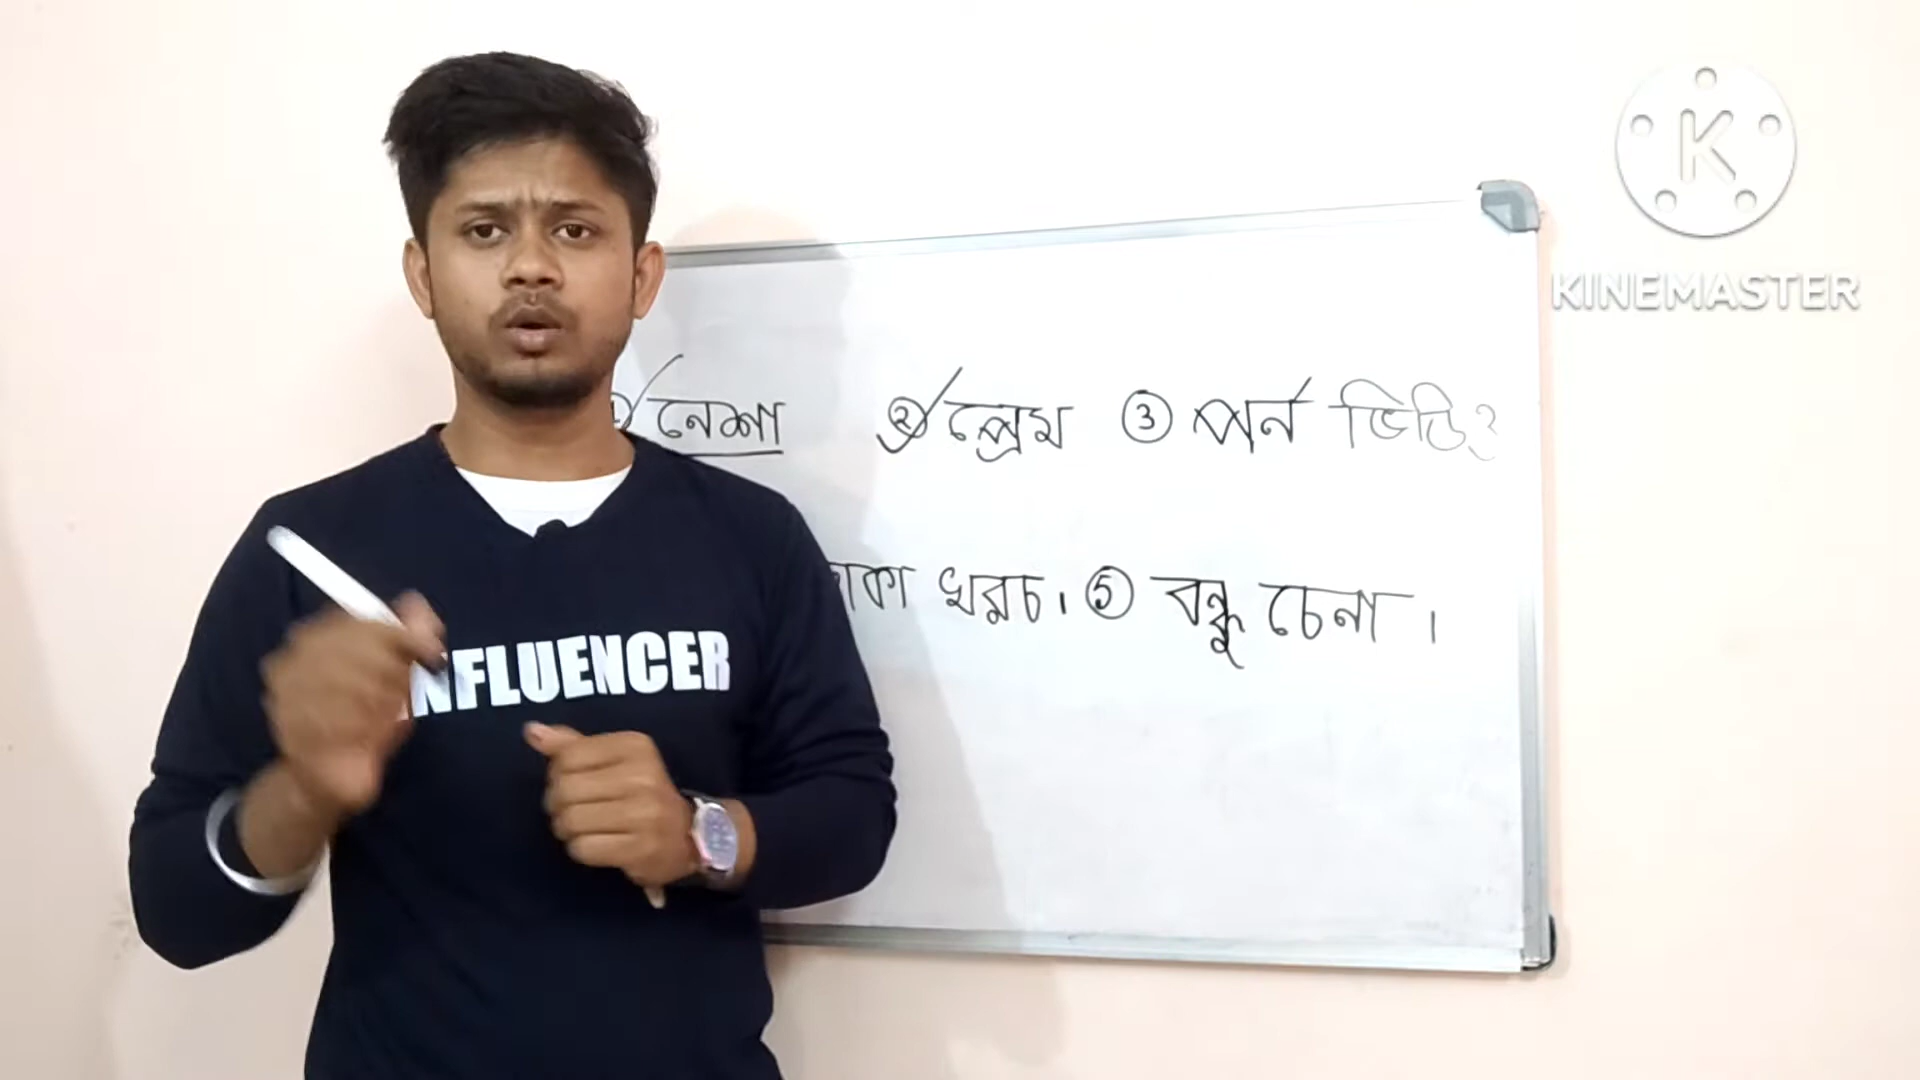 নেশা ② প্রেম ③ পর্ন ভিডিও
টাকা খরচ। ⑤ বন্ধু চেনা।
INFLUENCER
K
KINEMASTER